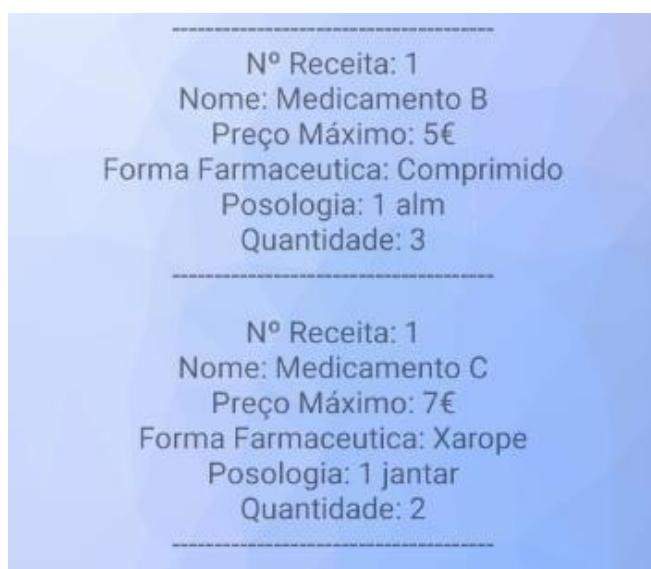 ------------------------------------
Nº Receita: 1
Nome: Medicamento B
Preço Máximo: 5€
Forma Farmaceutica: Comprimido
Posologia: 1 alm
Quantidade: 3
------------------------------------
Nº Receita: 1
Nome: Medicamento C
Preço Máximo: 7€
Forma Farmaceutica: Xarope
Posologia: 1 jantar
Quantidade: 2
------------------------------------